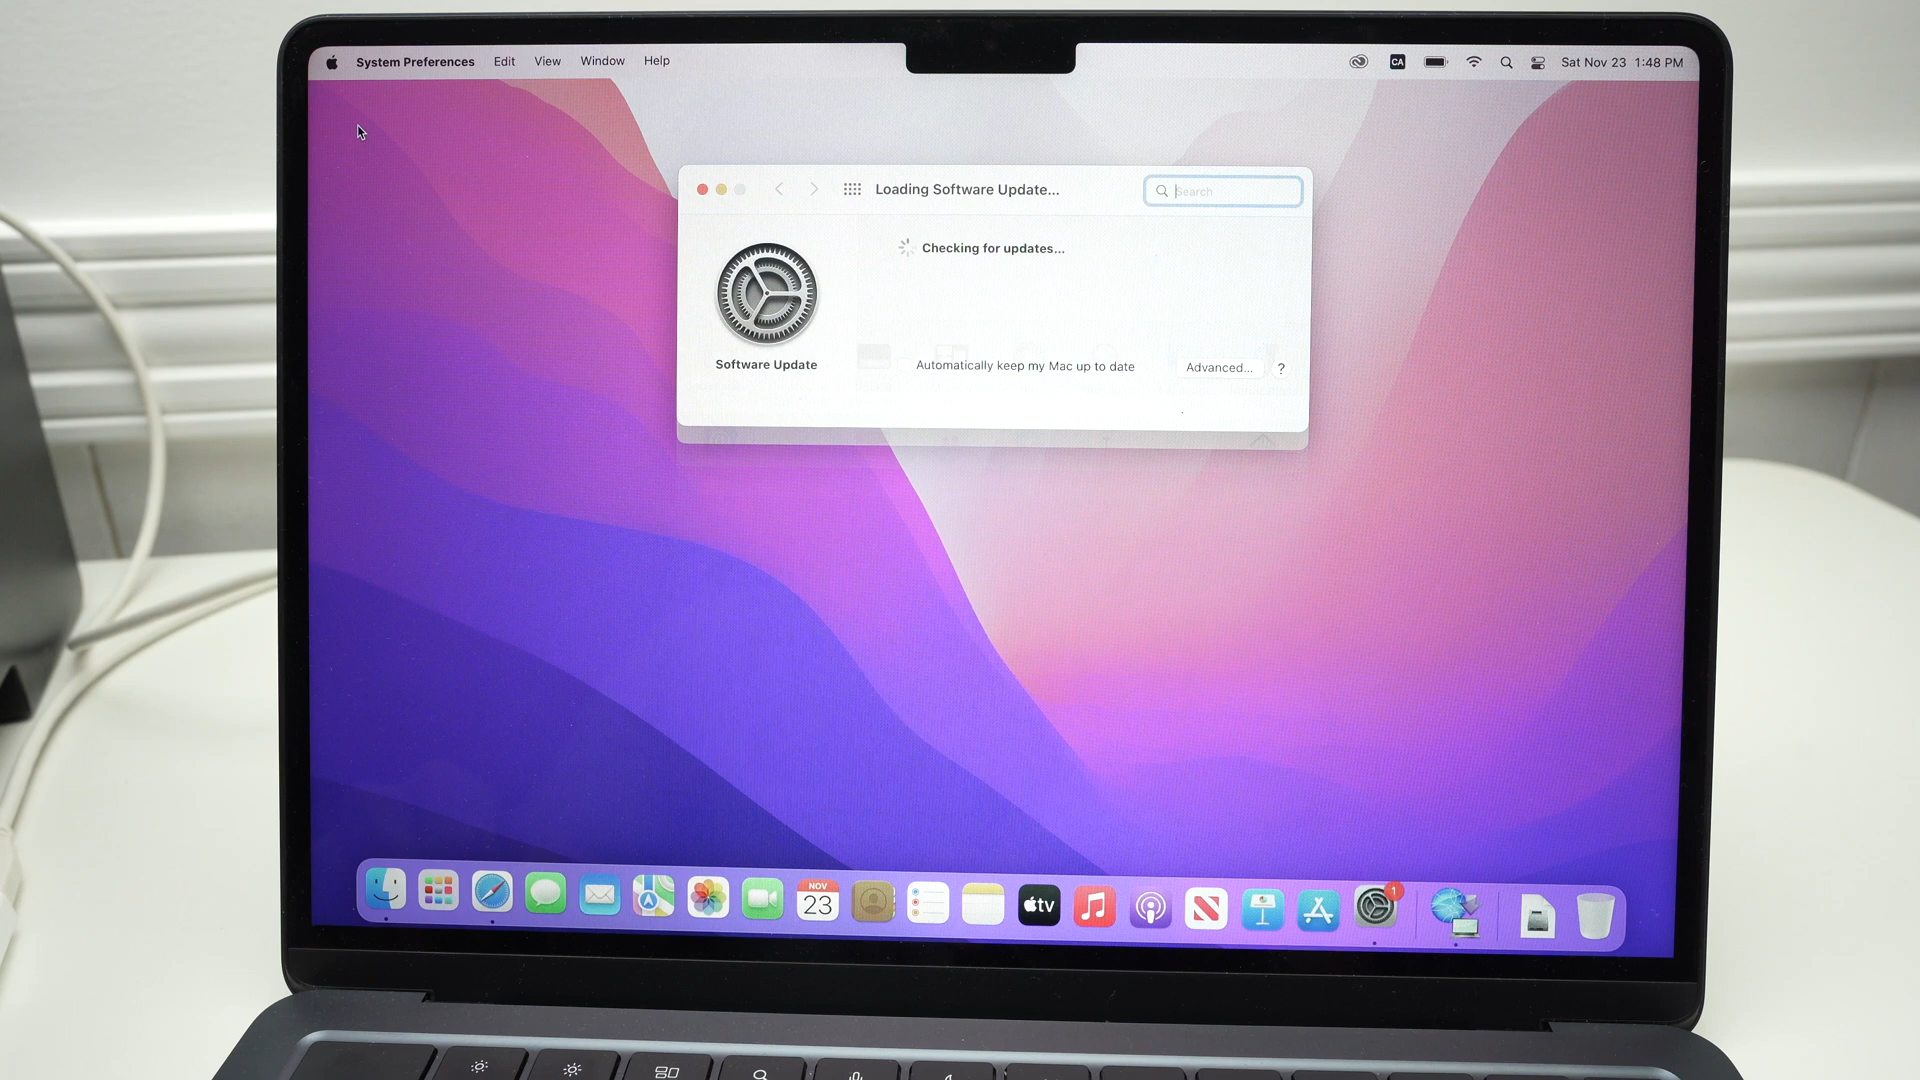 System Preferences Edit View Window Help
CA Sat Nov 23 1:48 PM
Loading Software Update...
Search
Checking for updates...
Software Update
Automatically keep my Mac up to date
Advanced... ?
NOV
23
tv
1